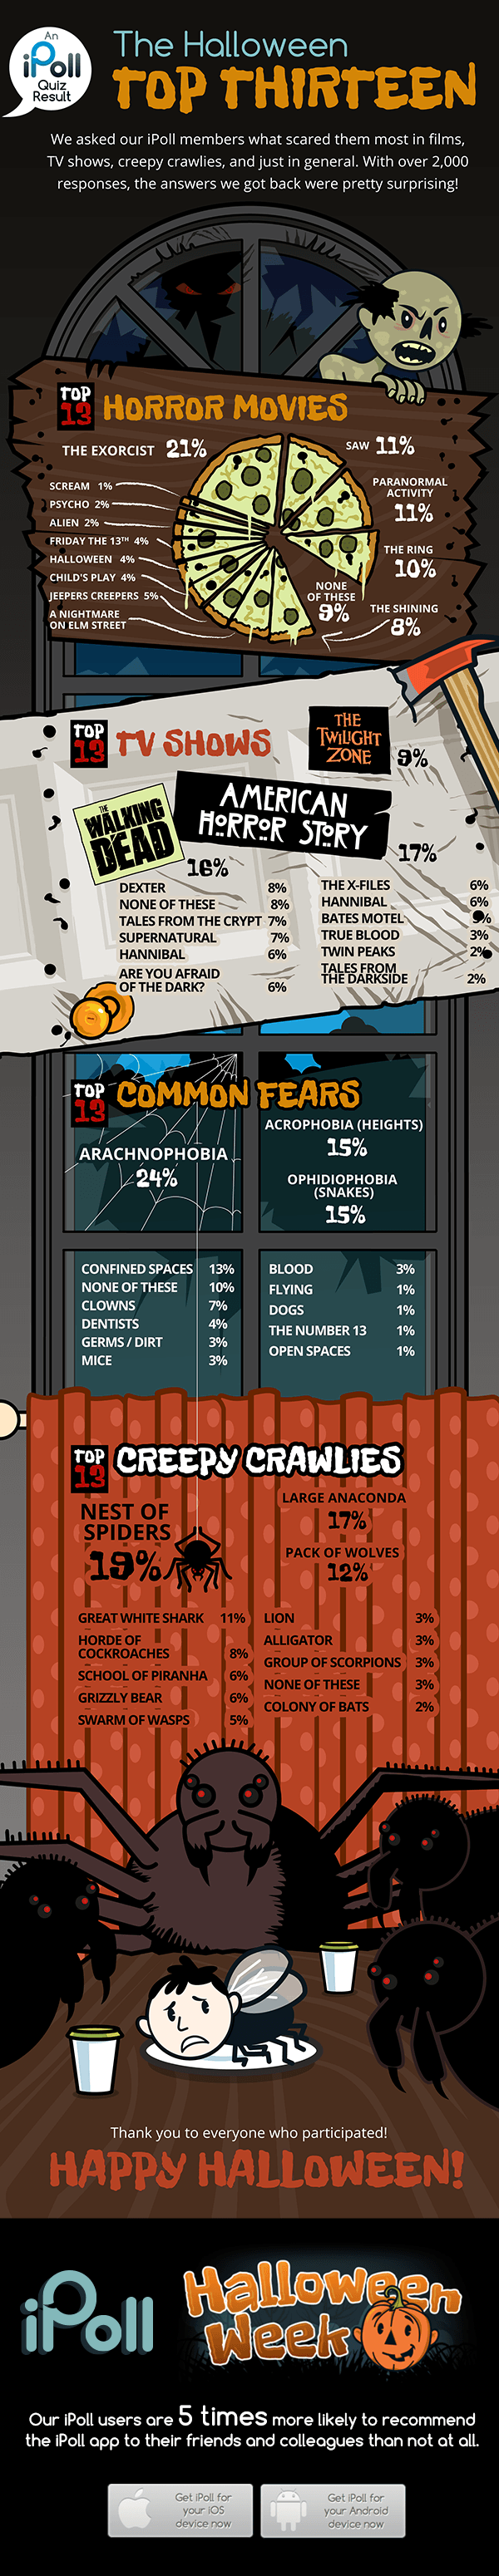 An
iPoll
Quiz
Result
The Halloween
TOP THIRTEEN
We asked our iPoll members what scared them most in films,
TV shows, creepy crawlies, and just in general. With over 2,000
responses, the answers we got back were pretty surprising!
TOP
13
HORROR MOVIES
THE EXORCIST 21%
SAW 11%
SCREAM 1%
PSYCHO 2%
ALIEN 2%
FRIDAY THE 13TH 4%
HALLOWEEN 4%
CHILD'S PLAY 4%
JEEPERS CREEPERS 5%
A NIGHTMARE
ON ELM STREET
PARANORMAL
ACTIVITY
11%
THE RING
10%
NONE
OF THESE
9%
THE SHINING
8%
TOP
13
TV SHOWS
THE
TWILIGHT
ZONE
9%
THE
WALKING
DEAD
16%
AMERICAN
HORROR STORY
17%
DEXTER 8%
NONE OF THESE 8%
TALES FROM THE CRYPT 7%
SUPERNATURAL 7%
HANNIBAL 6%
ARE YOU AFRAID
OF THE DARK? 6%
THE X-FILES 6%
HANNIBAL 6%
BATES MOTEL
TRUE BLOOD 3%
TWIN PEAKS 2%
TALES FROM
THE DARKSIDE 2%
TOP
13
COMMON FEARS
ARACHNOPHOBIA
24%
ACROPHOBIA (HEIGHTS)
15%
OPHIDIOPHOBIA
(SNAKES)
15%
CONFINED SPACES 13%
NONE OF THESE 10%
CLOWNS 7%
DENTISTS 4%
GERMS / DIRT 3%
MICE 3%
BLOOD 3%
FLYING 1%
DOGS 1%
THE NUMBER 13 1%
OPEN SPACES 1%
TOP
13
CREEPY CRAWLIES
NEST OF
SPIDERS
19%
LARGE ANACONDA
17%
PACK OF WOLVES
12%
GREAT WHITE SHARK 11%
HORDE OF
COCKROACHES 8%
SCHOOL OF PIRANHA 6%
GRIZZLY BEAR 6%
SWARM OF WASPS 5%
LION 3%
ALLIGATOR 3%
GROUP OF SCORPIONS 3%
NONE OF THESE 3%
COLONY OF BATS 2%
Thank you to everyone who participated!
HAPPY HALLOWEEN!
iPoll
Halloween
Week
Our iPoll users are 5 times more likely to recommend
the iPoll app to their friends and colleagues than not at all.
Get iPoll for
your iOS
device now
Get iPoll for
your Android
device now